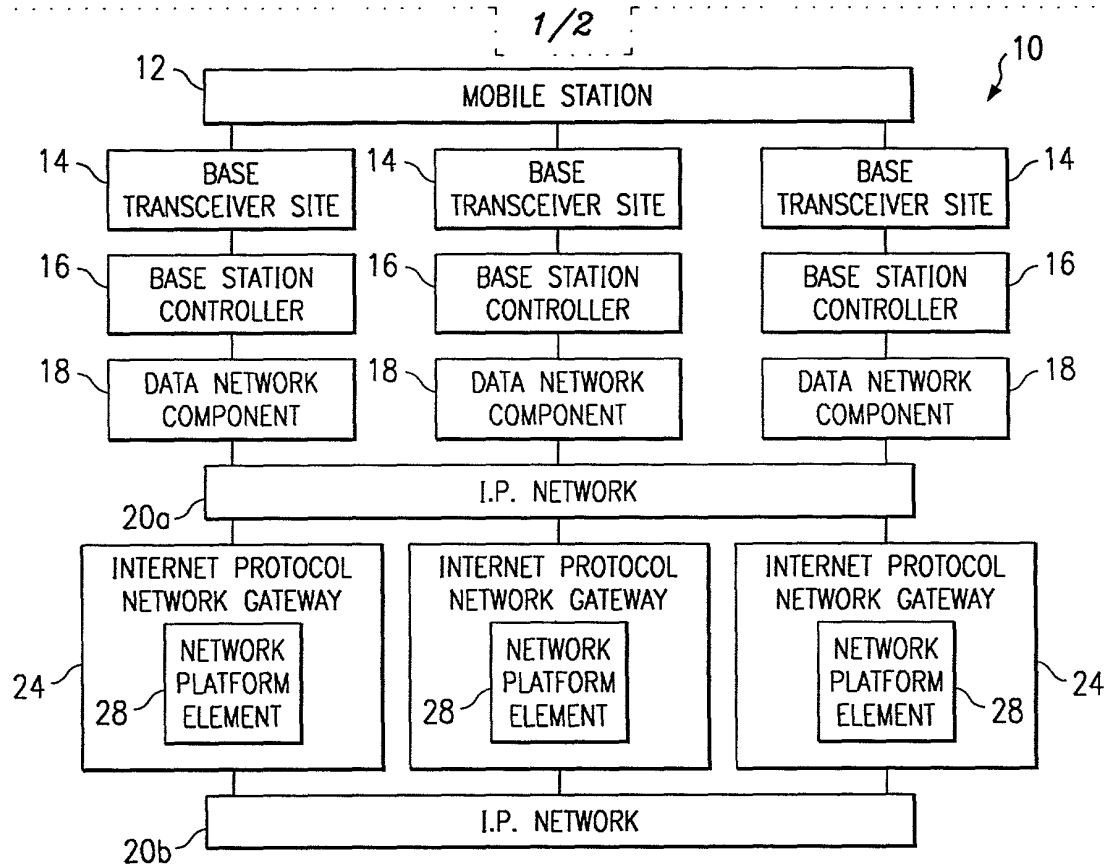 1/2
10
12
MOBILE STATION
14 BASE TRANSCEIVER SITE 14 BASE TRANSCEIVER SITE BASE TRANSCEIVER SITE 14
16 BASE STATION CONTROLLER 16 BASE STATION CONTROLLER BASE STATION CONTROLLER 16
18 DATA NETWORK COMPONENT 18 DATA NETWORK COMPONENT DATA NETWORK COMPONENT 18
I.P. NETWORK
20a
INTERNET PROTOCOL NETWORK GATEWAY INTERNET PROTOCOL NETWORK GATEWAY INTERNET PROTOCOL NETWORK GATEWAY
24 28 NETWORK PLATFORM ELEMENT 28 NETWORK PLATFORM ELEMENT NETWORK PLATFORM ELEMENT 28 24
I.P. NETWORK
20b